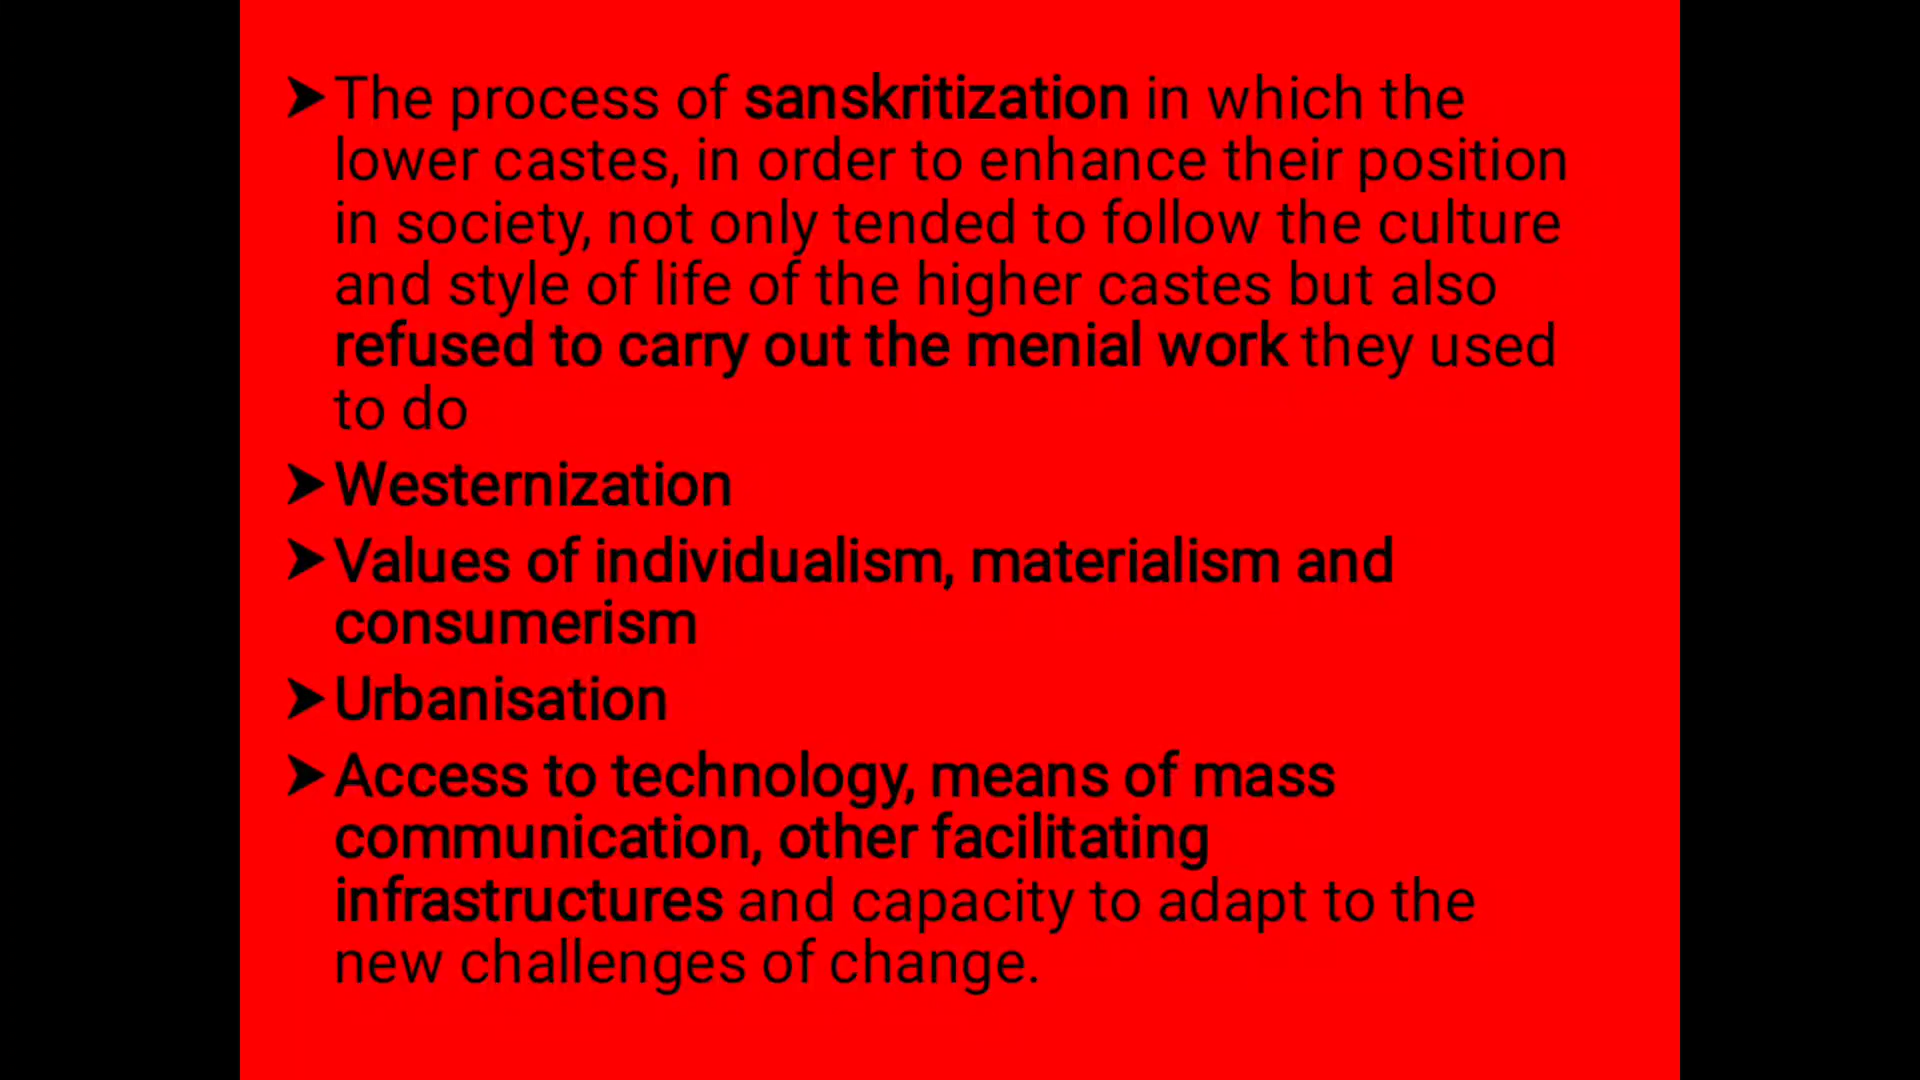 ➤The process of sanskritization in which the
lower castes, in order to enhance their position
in society, not only tended to follow the culture
and style of life of the higher castes but also
refused to carry out the menial work they used
to do
➤Westernization
➤Values of individualism, materialism and
consumerism
➤Urbanisation
➤Access to technology, means of mass
communication, other facilitating
infrastructures and capacity to adapt to the
new challenges of change.